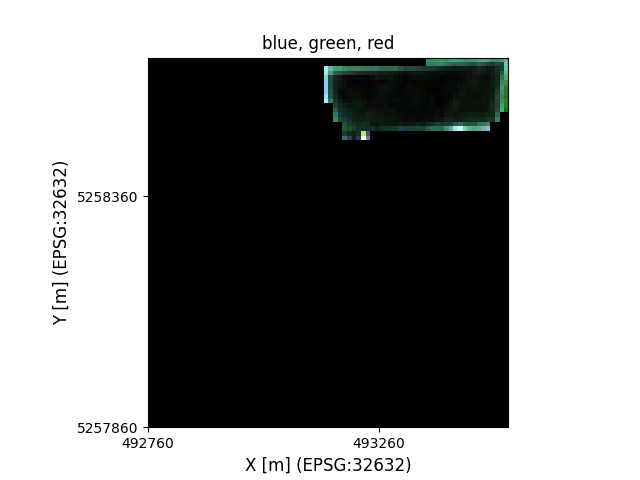 blue, green, red
Y [m] (EPSG:32632)
5258360
5257860
492760
493260
X [m] (EPSG:32632)